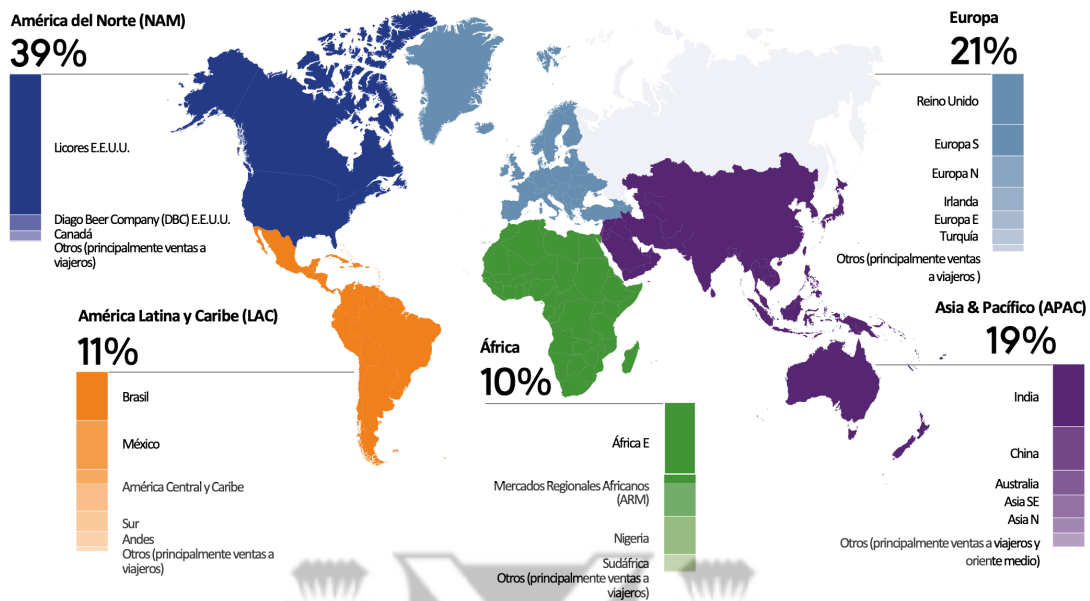 América del Norte (NAM)
39%
Licores E.E.U.U.
Diago Beer Company (DBC) E.E.U.U.
Canadá
Otros (principalmente ventas a
viajeros)
Europa
21%
Reino Unido
Europa S
Europa N
Irlanda
Europa E
Turquía
Otros (principalmente ventas
a viajeros )
América Latina y Caribe (LAC)
11%
Brasil
México
América Central y Caribe
Sur
Andes
Otros (principalmente ventas a
viajeros)
África
10%
África E
Mercados Regionales Africanos
(ARM)
Nigeria
Sudáfrica
Otros (principalmente ventas a
viajeros)
Asia & Pacífico (APAC)
19%
India
China
Australia
Asia SE
Asia N
Otros (principalmente ventas a viajeros y
oriente medio)